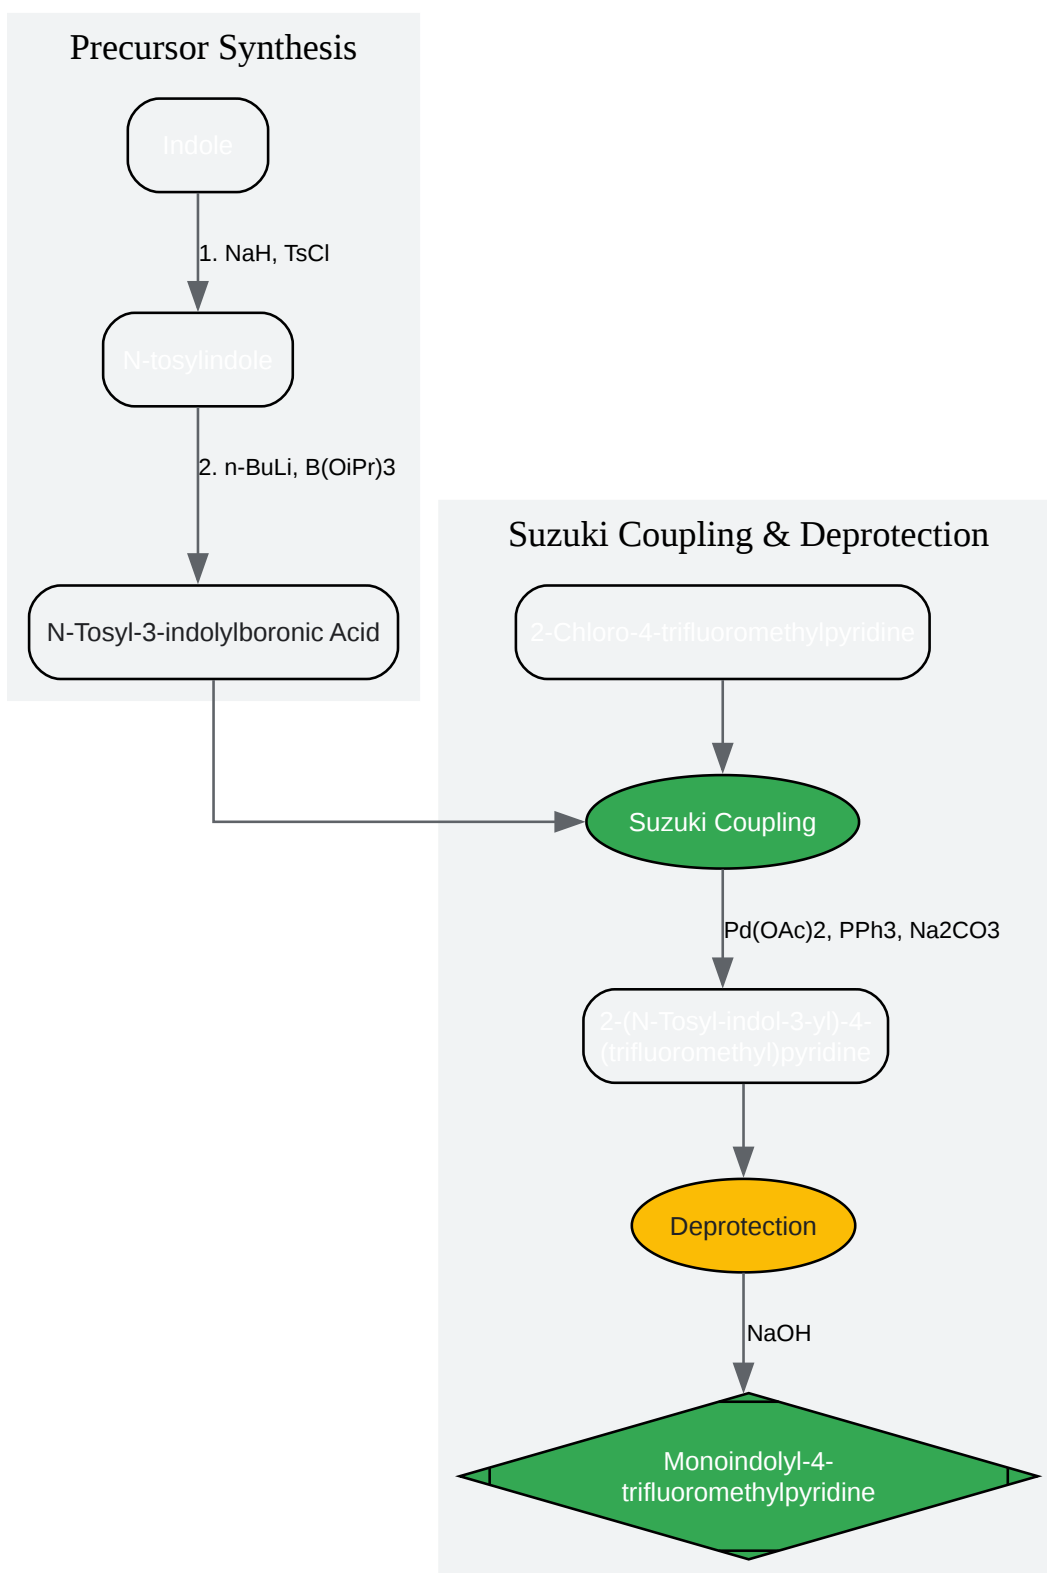 Precursor Synthesis
Indole
1. NaH, TsCl
N-tosylindole
2. n-BuLi, B(OiPr)3
N-Tosyl-3-indolylboronic Acid
Suzuki Coupling & Deprotection
2-Chloro-4-trifluoromethylpyridine
Suzuki Coupling
Pd(OAc)2, PPh3, Na2CO3
2-(N-Tosyl-indol-3-yl)-4-
(trifluoromethyl)pyridine
Deprotection
NaOH
Monoindolyl-4-
trifluoromethylpyridine